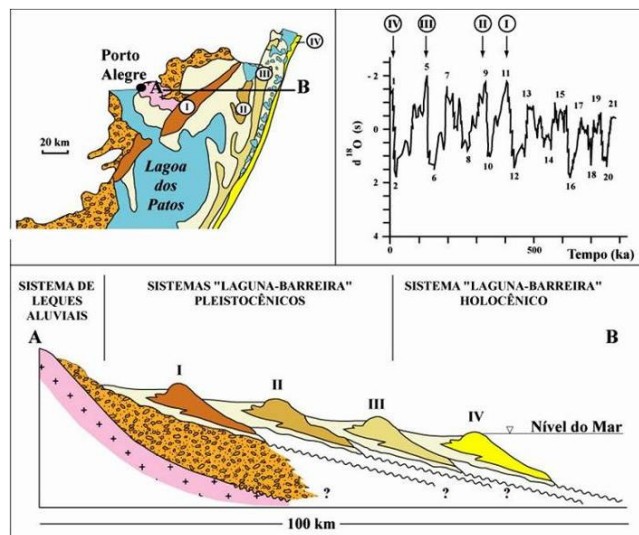 Porto
Alegre
A
B
I
II
III
IV
20 km
Lagoa
dos
Patos
IV III II I
-2
0
2
4
d18O (s)
1 2 5 6 7 8 9 10 11 12 13 14 15 16 17 18 19 20 21
0
500
Tempo (ka)
SISTEMA DE
LEQUES
ALUVIAIS
SISTEMAS "LAGUNA-BARREIRA"
PLEISTOCÊNICOS
SISTEMA "LAGUNA-BARREIRA"
HOLOCÊNICO
A
B
I
II
III
IV
Nível do Mar
? ? ?
100 km